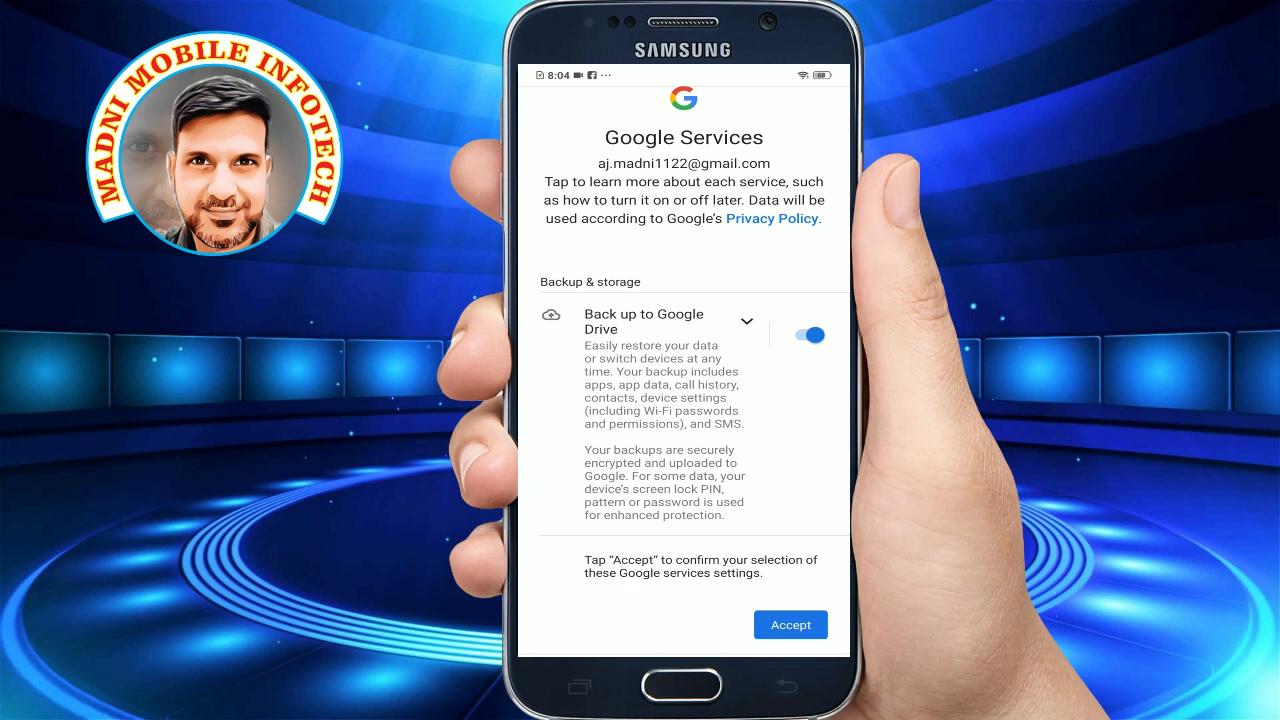 MADNI MOBILE INFOTECH
SAMSUNG
8:04
68
Google Services
aj.madni1122@gmail.com
Tap to learn more about each service, such
as how to turn it on or off later. Data will be
used according to Google’s Privacy Policy.
Backup & storage
Back up to Google
Drive
Easily restore your data
or switch devices at any
time. Your backup includes
apps, app data, call history,
contacts, device settings
(including Wi-Fi passwords
and permissions), and SMS.
Your backups are securely
encrypted and uploaded to
Google. For some data, your
device's screen lock PIN,
pattern or password is used
for enhanced protection.
Tap “Accept” to confirm your selection of
these Google services settings.
Accept